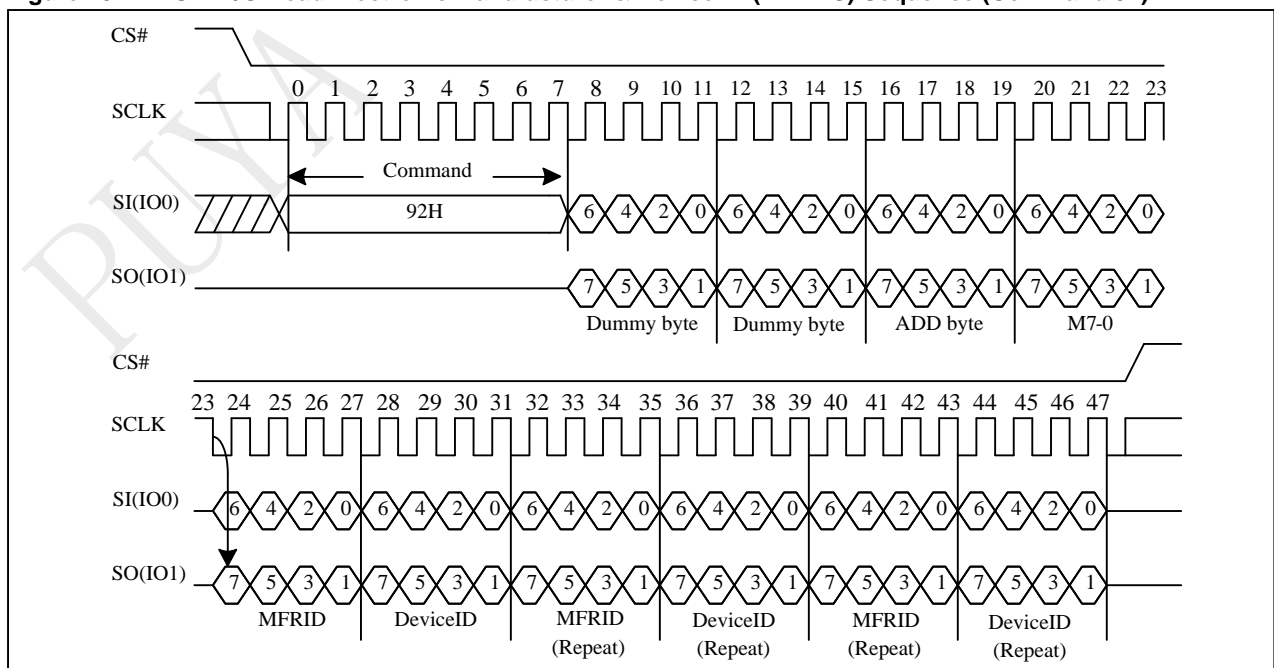 CS#
0 1 2 3 4 5 6 7 8 9 10 11 12 13 14 15 16 17 18 19 20 21 22 23
SCLK
Command
SI(IO0) 92H 6 4 2 0 6 4 2 0 6 4 2 0 6 4 2 0
SO(IO1) 7 5 3 1 7 5 3 1 7 5 3 1 7 5 3 1
Dummy byte Dummy byte ADD byte M7-0
CS#
23 24 25 26 27 28 29 30 31 32 33 34 35 36 37 38 39 40 41 42 43 44 45 46 47
SCLK
SI(IO0) 6 4 2 0 6 4 2 0 6 4 2 0 6 4 2 0 6 4 2 0 6 4 2 0
SO(IO1) 7 5 3 1 7 5 3 1 7 5 3 1 7 5 3 1 7 5 3 1 7 5 3 1
MFRID DeviceID MFRID DeviceID MFRID DeviceID
(Repeat) (Repeat) (Repeat) (Repeat)
PUYA